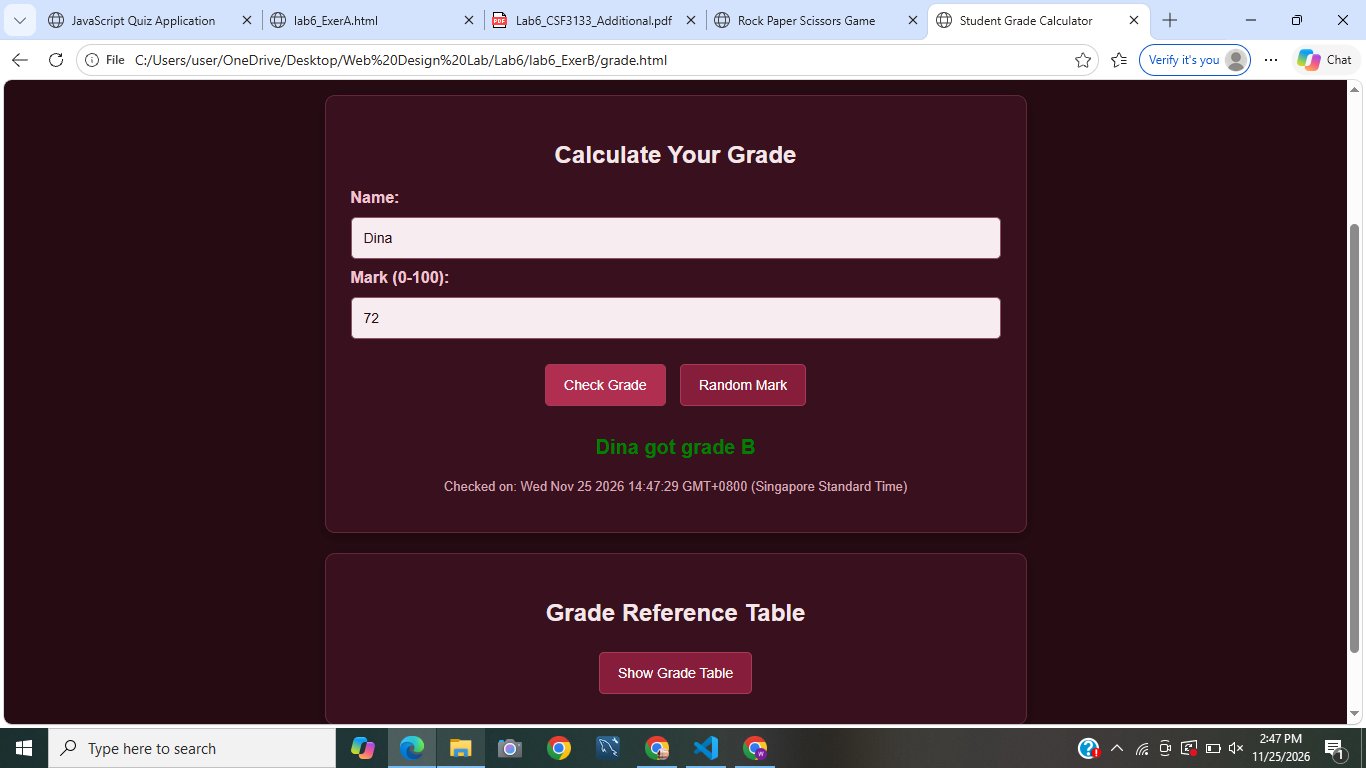 JavaScript Quiz Application
lab6_ExerA.html
PDF
Lab6_CSF3133_Additional.pdf
Rock Paper Scissors Game
Student Grade Calculator
File
C:/Users/user/OneDrive/Desktop/Web%20Design%20Lab/Lab6/lab6_ExerB/grade.html
Verify it's you
Chat
Calculate Your Grade
Name:
Dina
Mark (0-100):
72
Check Grade
Random Mark
Dina got grade B
Checked on: Wed Nov 25 2026 14:47:29 GMT+0800 (Singapore Standard Time)
Grade Reference Table
Show Grade Table
Type here to search
2:47 PM
11/25/2026
1